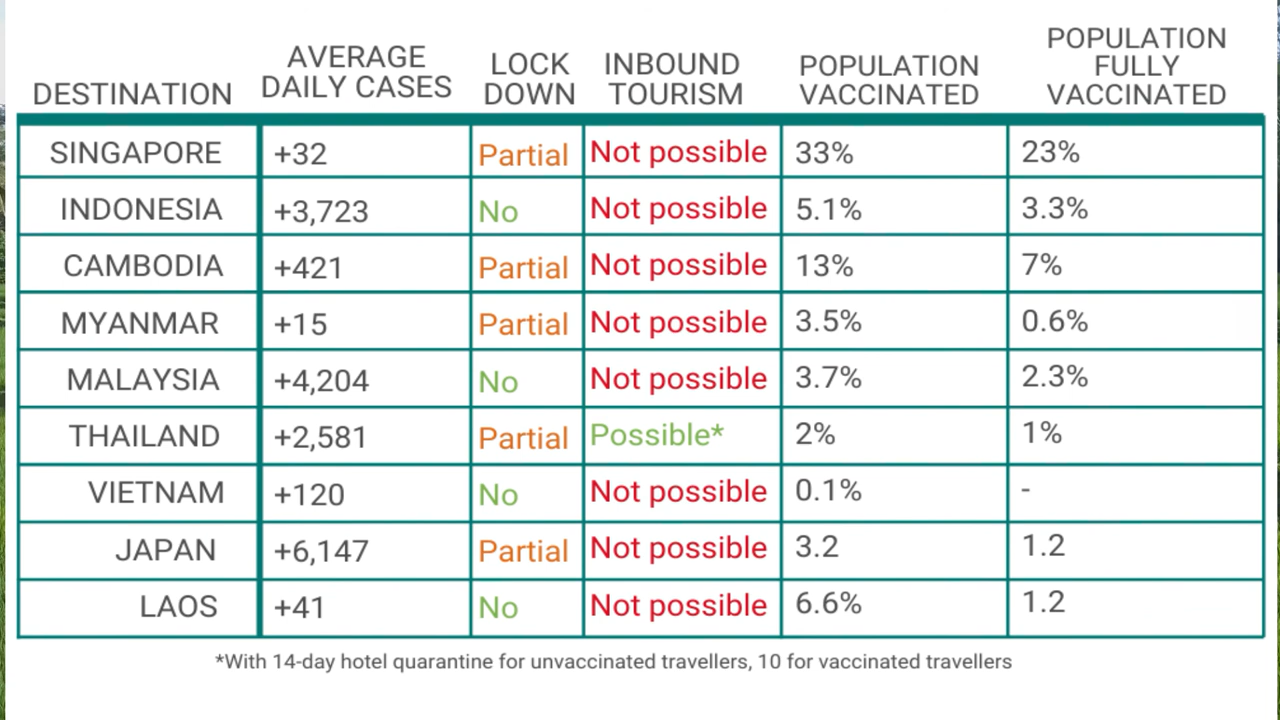 DESTINATION AVERAGE DAILY CASES LOCK DOWN INBOUND TOURISM POPULATION VACCINATED POPULATION FULLY VACCINATED
SINGAPORE +32 Partial Not possible 33% 23%
INDONESIA +3,723 No Not possible 5.1% 3.3%
CAMBODIA +421 Partial Not possible 13% 7%
MYANMAR +15 Partial Not possible 3.5% 0.6%
MALAYSIA +4,204 No Not possible 3.7% 2.3%
THAILAND +2,581 Partial Possible* 2% 1%
VIETNAM +120 No Not possible 0.1% -
JAPAN +6,147 Partial Not possible 3.2 1.2
LAOS +41 No Not possible 6.6% 1.2
*With 14-day hotel quarantine for unvaccinated travellers, 10 for vaccinated travellers